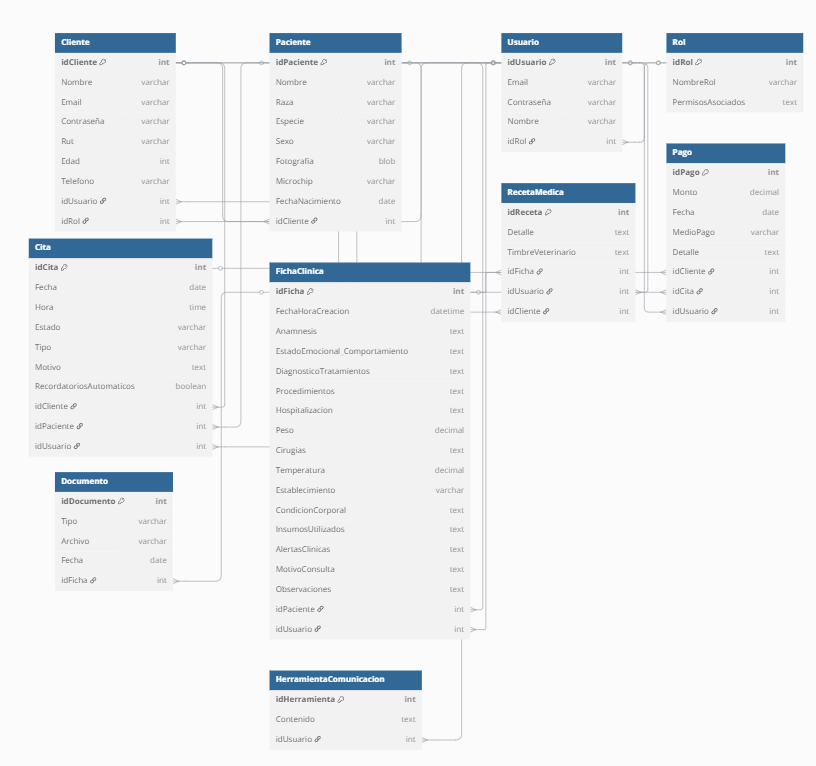 Cliente
idCliente int
Nombre varchar
Email varchar
Contraseña varchar
Rut varchar
Edad int
Telefono varchar
idUsuario int
idRol int
Paciente
idPaciente int
Nombre varchar
Raza varchar
Especie varchar
Sexo varchar
Fotografia blob
Microchip varchar
FechaNacimiento date
idCliente int
Usuario
idUsuario int
Email varchar
Contraseña varchar
Nombre varchar
idRol int
Rol
idRol int
NombreRol varchar
PermisosAsociados text
Pago
idPago int
Monto decimal
Fecha date
MedioPago varchar
Detalle text
idCliente int
idCita int
idUsuario int
RecetaMedica
idReceta int
Detalle text
TimbreVeterinario text
idFicha int
idUsuario int
idCliente int
Cita
idCita int
Fecha date
Hora time
Estado varchar
Tipo varchar
Motivo text
RecordatoriosAutomaticos boolean
idCliente int
idPaciente int
idUsuario int
FichaClinica
idFicha int
FechaHoraCreacion datetime
Anamnesis text
EstadoEmocional_Comportamiento text
DiagnosticoTratamientos text
Procedimientos text
Hospitalizacion text
Peso decimal
Cirugias text
Temperatura decimal
Establecimiento varchar
CondicionCorporal text
InsumosUtilizados text
AlertasClinicas text
MotivoConsulta text
Observaciones text
idPaciente int
idUsuario int
Documento
idDocumento int
Tipo varchar
Archivo varchar
Fecha date
idFicha int
HerramientaComunicacion
idHerramienta int
Contenido text
idUsuario int